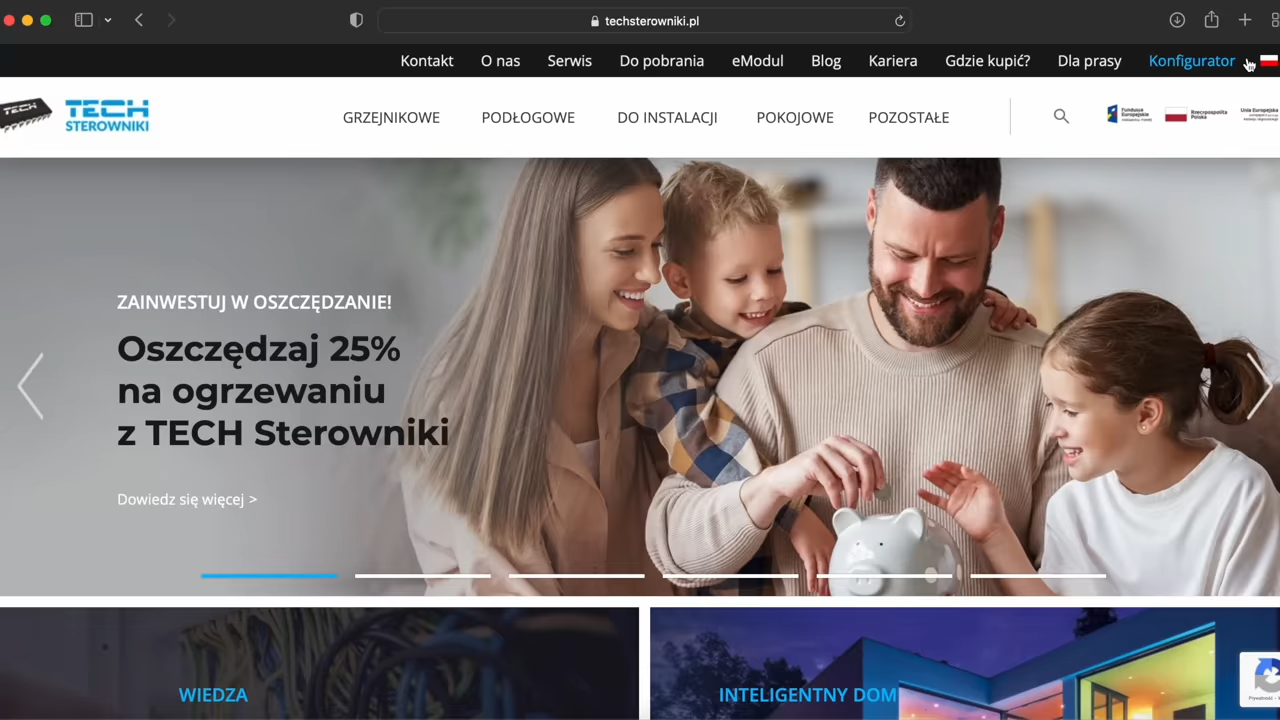 techsterowniki.pl
Kontakt O nas Serwis Do pobrania eModul Blog Kariera Gdzie kupić? Dla prasy Konfigurator
TECH
TECH
STEROWNIKI
GRZEJNIKOWE PODŁOGOWE DO INSTALACJI POKOJOWE POZOSTAŁE
Fundusze
Europejskie
Rzeczpospolita
Polska
Unia Europejska
ZAINWESTUJ W OSZCZĘDZANIE!
Oszczędzaj 25%
na ogrzewaniu
z TECH Sterowniki
Dowiedz się więcej >
WIEDZA
INTELIGENTNY DOM